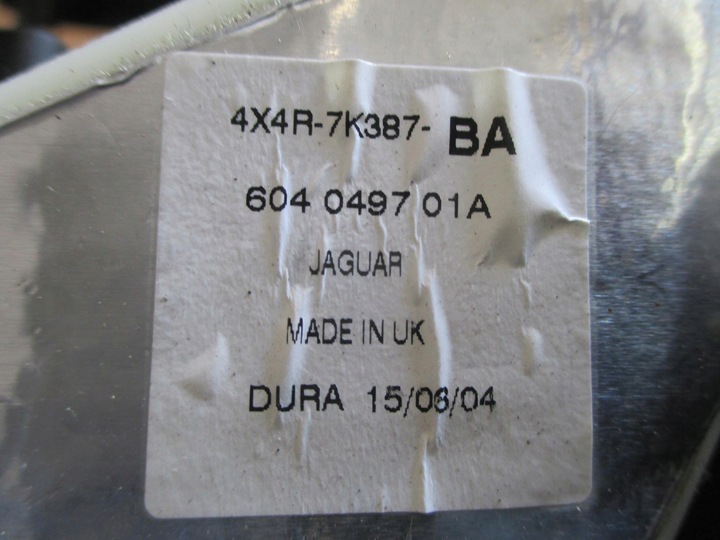 4X4R-7K387- BA
604 0497 01A
JAGUAR
MADE IN UK
DURA 15/06/04